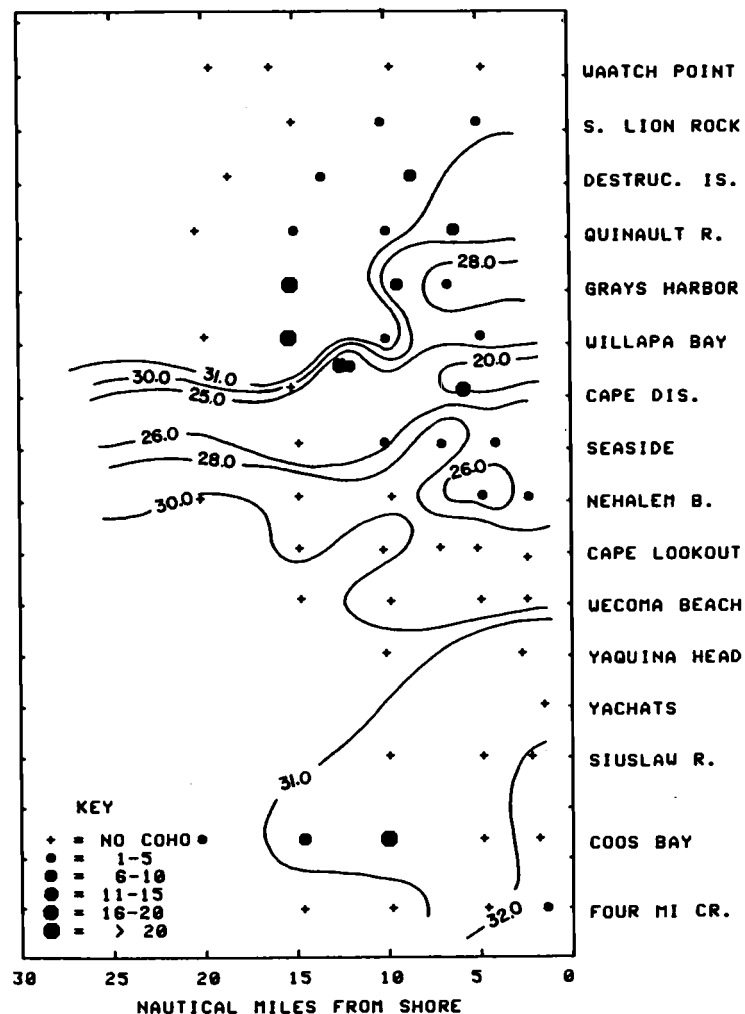 WAATCH POINT
S. LION ROCK
DESTRUC. IS.
QUINAULT R.
28.0
GRAYS HARBOR
WILLAPA BAY
20.0
31.0
30.0
25.0
CAPE DIS.
26.0
SEASIDE
28.0
26.0
30.0
NEHALEM B.
CAPE LOOKOUT
WECOMA BEACH
YAQUINA HEAD
YACHATS
SIUSLAW R.
31.0
KEY
+ = NO COHO
● = 1-5
● = 6-10
● = 11-15
● = 16-20
● = > 20
COOS BAY
32.0
FOUR MI CR.
30 25 20 15 10 5 0
NAUTICAL MILES FROM SHORE